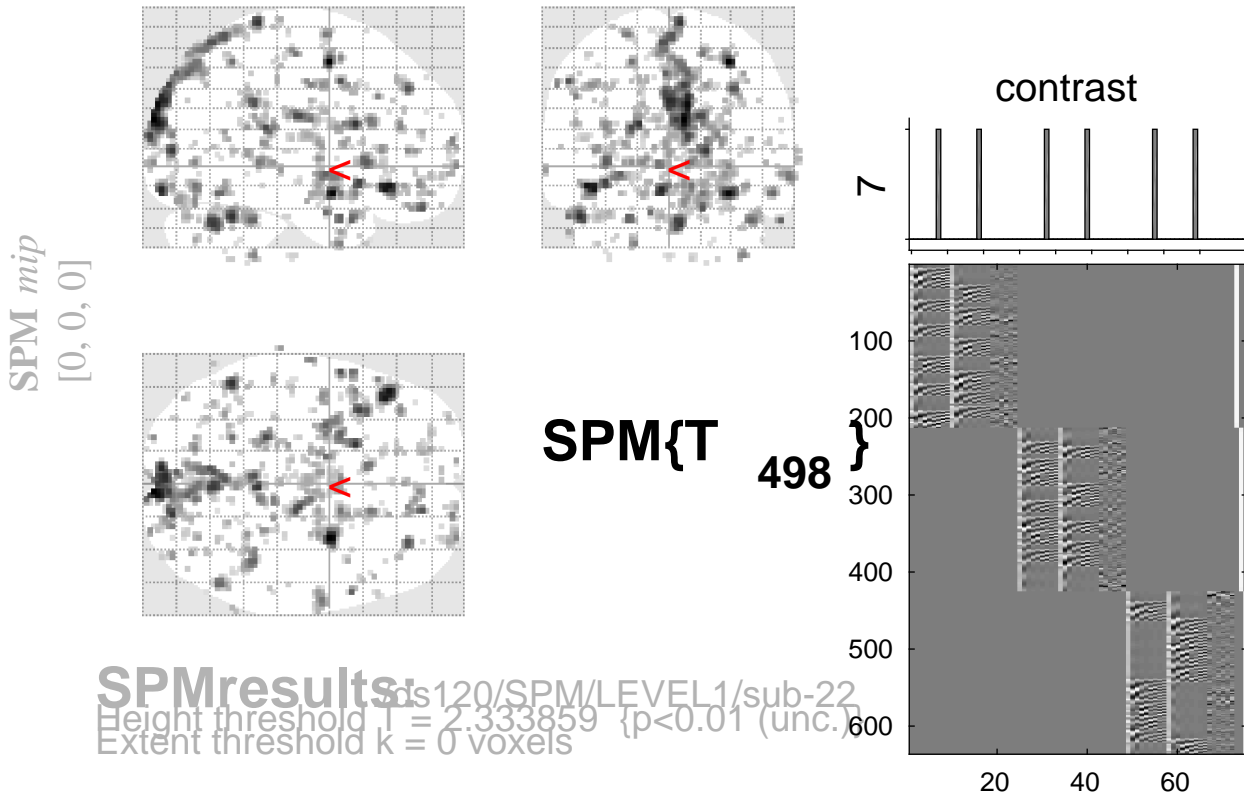 SPM mip
[0, 0, 0]
<
<
<
SPM{T498}
contrast
7
100
200
300
400
500
600
20
40
60
SPMresults: /ds120/SPM/LEVEL1/sub-22
Height threshold T = 2.333859 {p<0.01 (unc.)}
Extent threshold k = 0 voxels